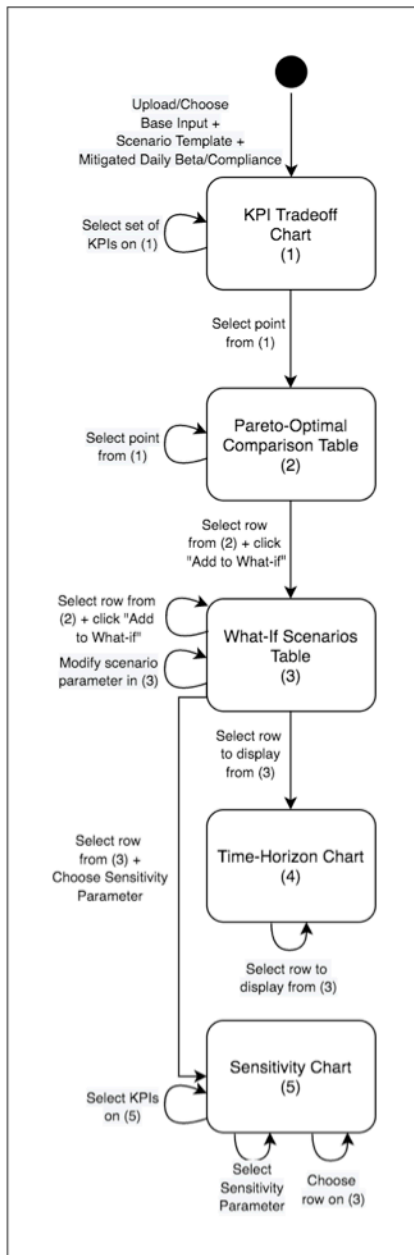 Upload/Choose
Base Input +
Scenario Template +
Mitigated Daily Beta/Compliance
KPI Tradeoff
Chart
(1)
Select set of
KPIs on (1)
Select point
from (1)
Pareto-Optimal
Comparison Table
(2)
Select point
from (1)
Select row
from (2) + click
"Add to What-if"
Select row from
(2) + click "Add
to What-if"
Modify scenario
parameter in (3)
What-If Scenarios
Table
(3)
Select row
to display
from (3)
Select row
from (3) +
Choose Sensitivity
Parameter
Time-Horizon Chart
(4)
Select row to
display from (3)
Sensitivity Chart
(5)
Select KPIs
on (5)
Select
Sensitivity
Parameter
Choose
row on (3)